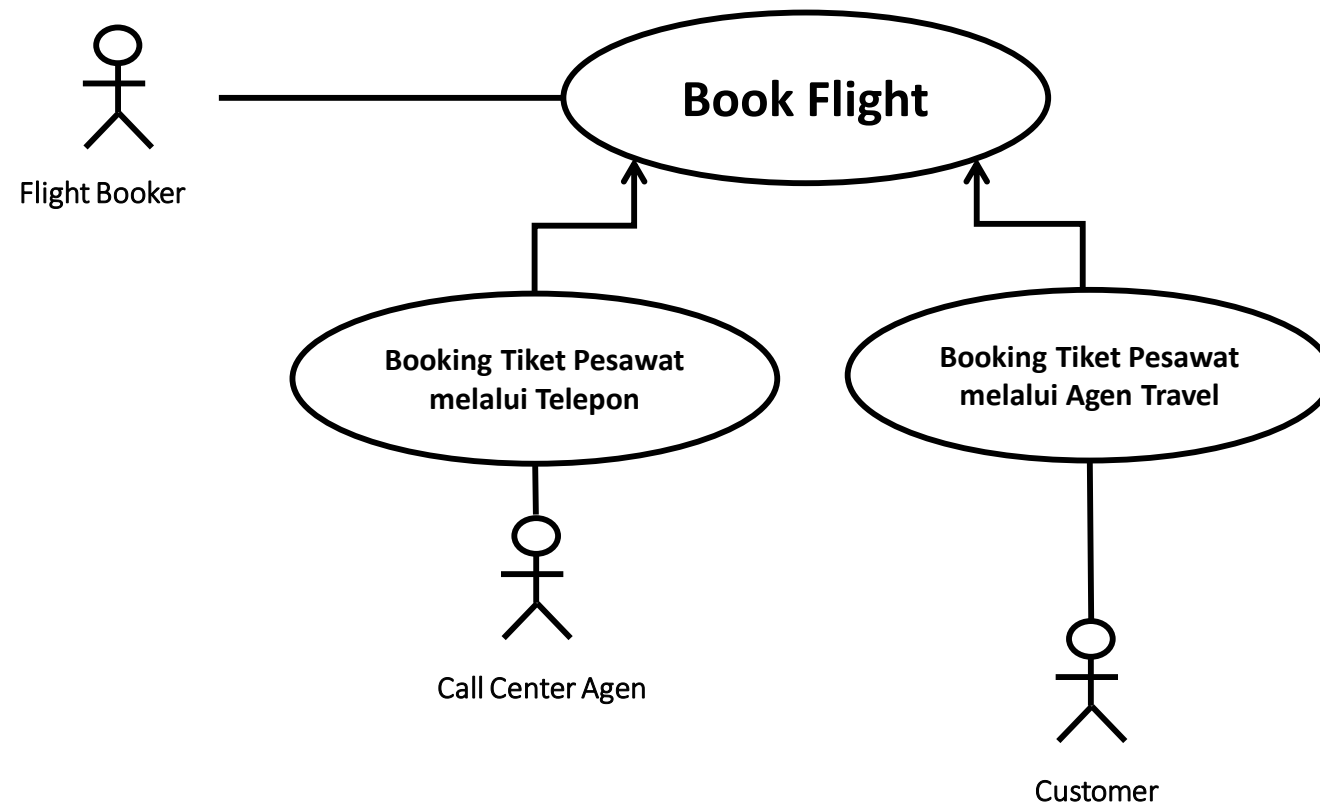 Book Flight
Flight Booker
Booking Tiket Pesawat
melalui Telepon
Booking Tiket Pesawat
melalui Agen Travel
Call Center Agen
Customer